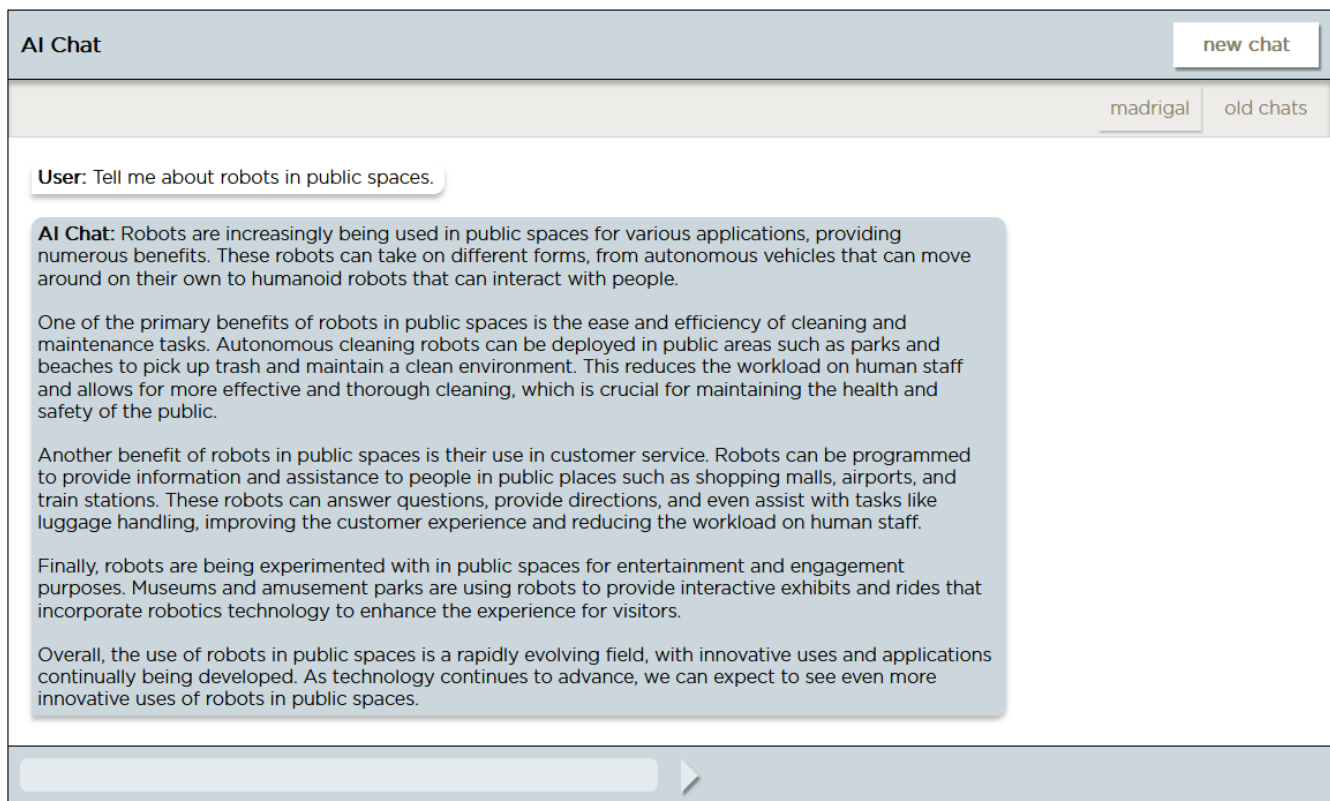 AI Chat
new chat
madrigal
old chats
User: Tell me about robots in public spaces.
AI Chat: Robots are increasingly being used in public spaces for various applications, providing
numerous benefits. These robots can take on different forms, from autonomous vehicles that can move
around on their own to humanoid robots that can interact with people.
One of the primary benefits of robots in public spaces is the ease and efficiency of cleaning and
maintenance tasks. Autonomous cleaning robots can be deployed in public areas such as parks and
beaches to pick up trash and maintain a clean environment. This reduces the workload on human staff
and allows for more effective and thorough cleaning, which is crucial for maintaining the health and
safety of the public.
Another benefit of robots in public spaces is their use in customer service. Robots can be programmed
to provide information and assistance to people in public places such as shopping malls, airports, and
train stations. These robots can answer questions, provide directions, and even assist with tasks like
luggage handling, improving the customer experience and reducing the workload on human staff.
Finally, robots are being experimented with in public spaces for entertainment and engagement
purposes. Museums and amusement parks are using robots to provide interactive exhibits and rides that
incorporate robotics technology to enhance the experience for visitors.
Overall, the use of robots in public spaces is a rapidly evolving field, with innovative uses and applications
continually being developed. As technology continues to advance, we can expect to see even more
innovative uses of robots in public spaces.